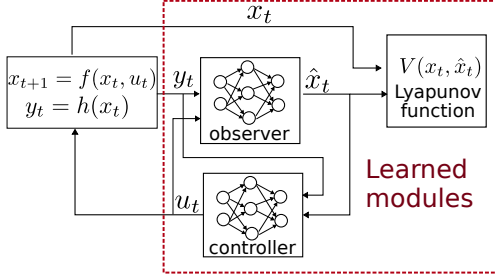 x_t
x_{t+1} = f(x_t, u_t)
y_t = h(x_t)
y_t
observer
x̂_t
V(x_t, x̂_t)
Lyapunov
function
Learned
modules
u_t
controller